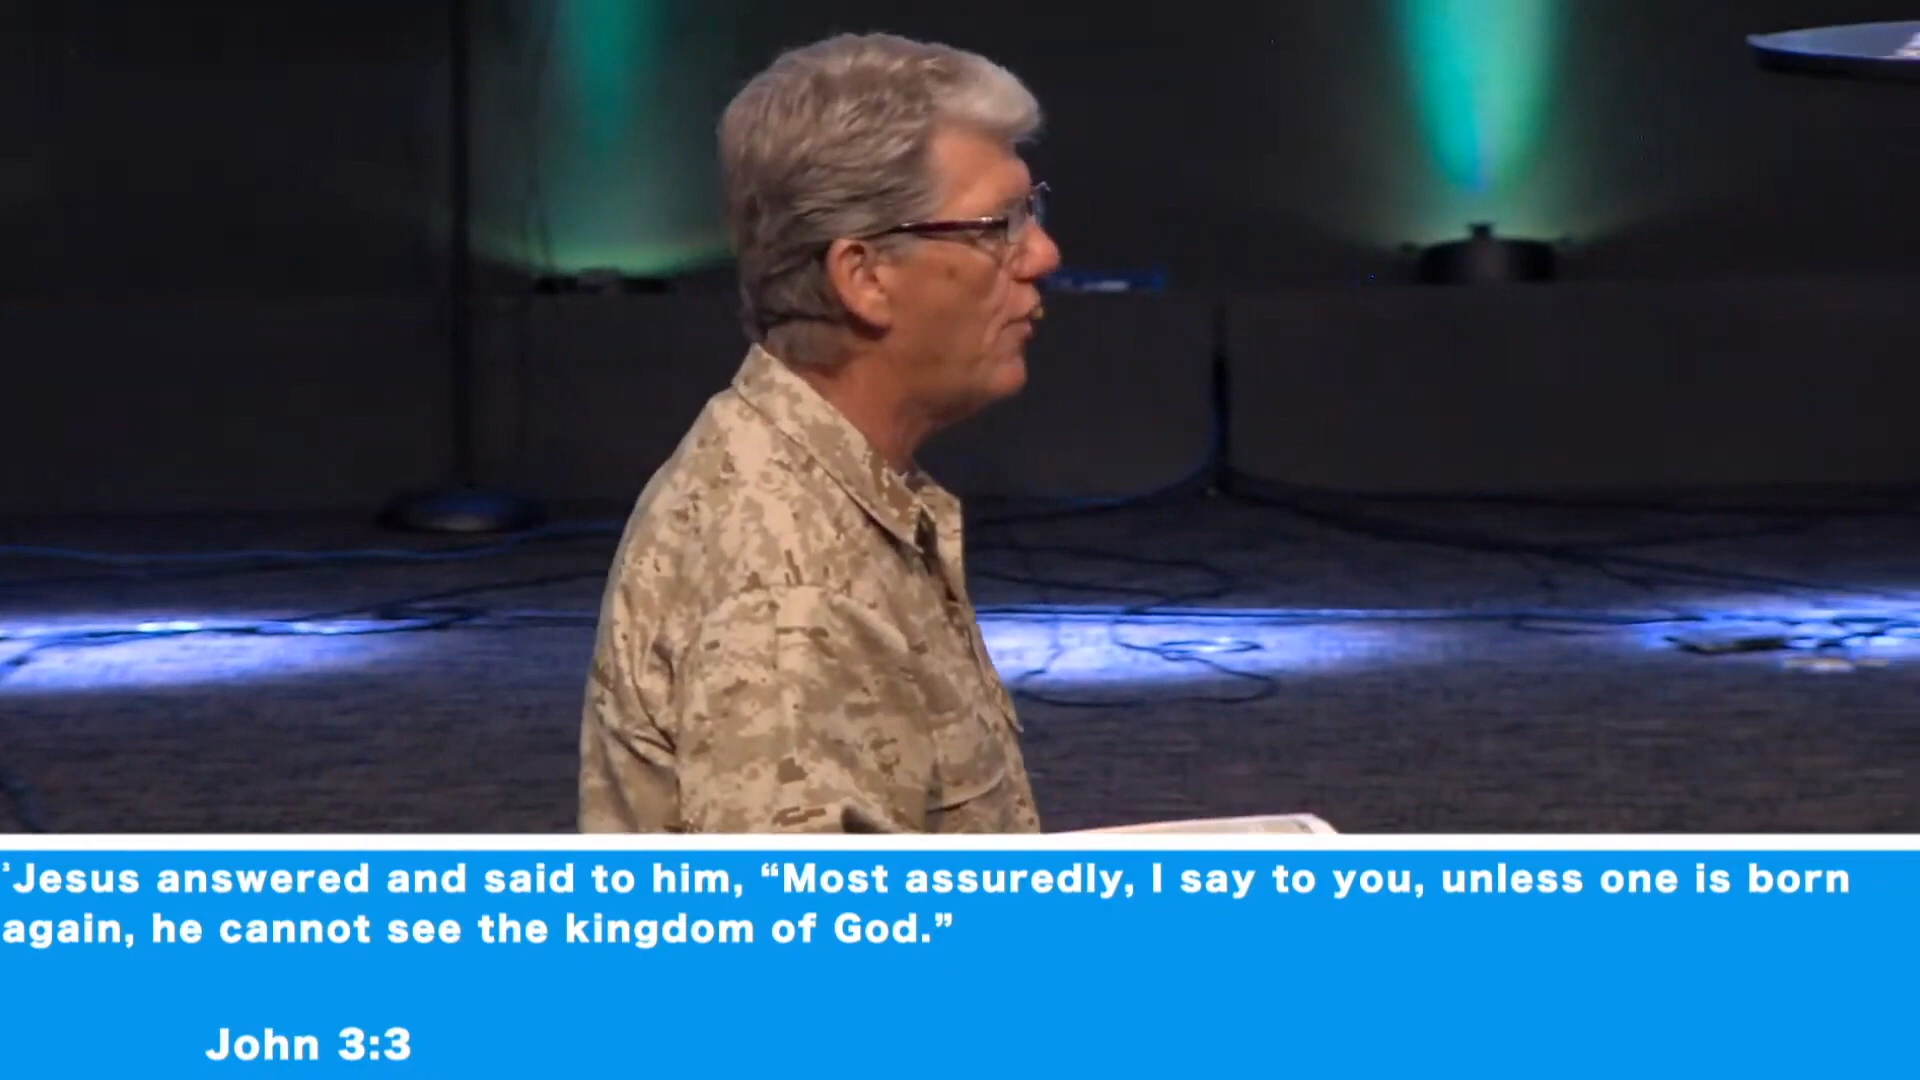 ³Jesus answered and said to him, “Most assuredly, I say to you, unless one is born
again, he cannot see the kingdom of God.”
John 3:3